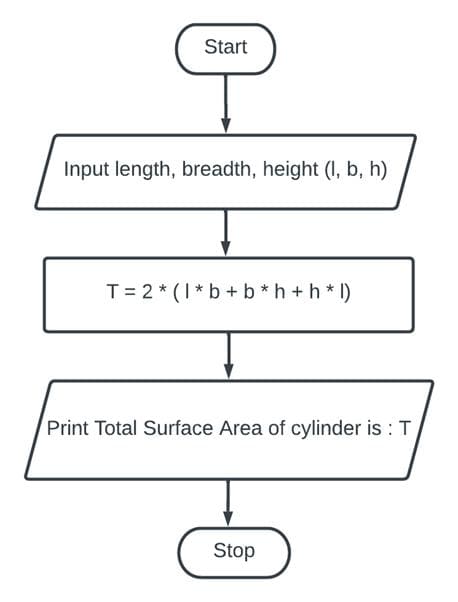 Start
Input length, breadth, height (l, b, h)
T = 2 * ( l * b + b * h + h * l)
Print Total Surface Area of cylinder is : T
Stop